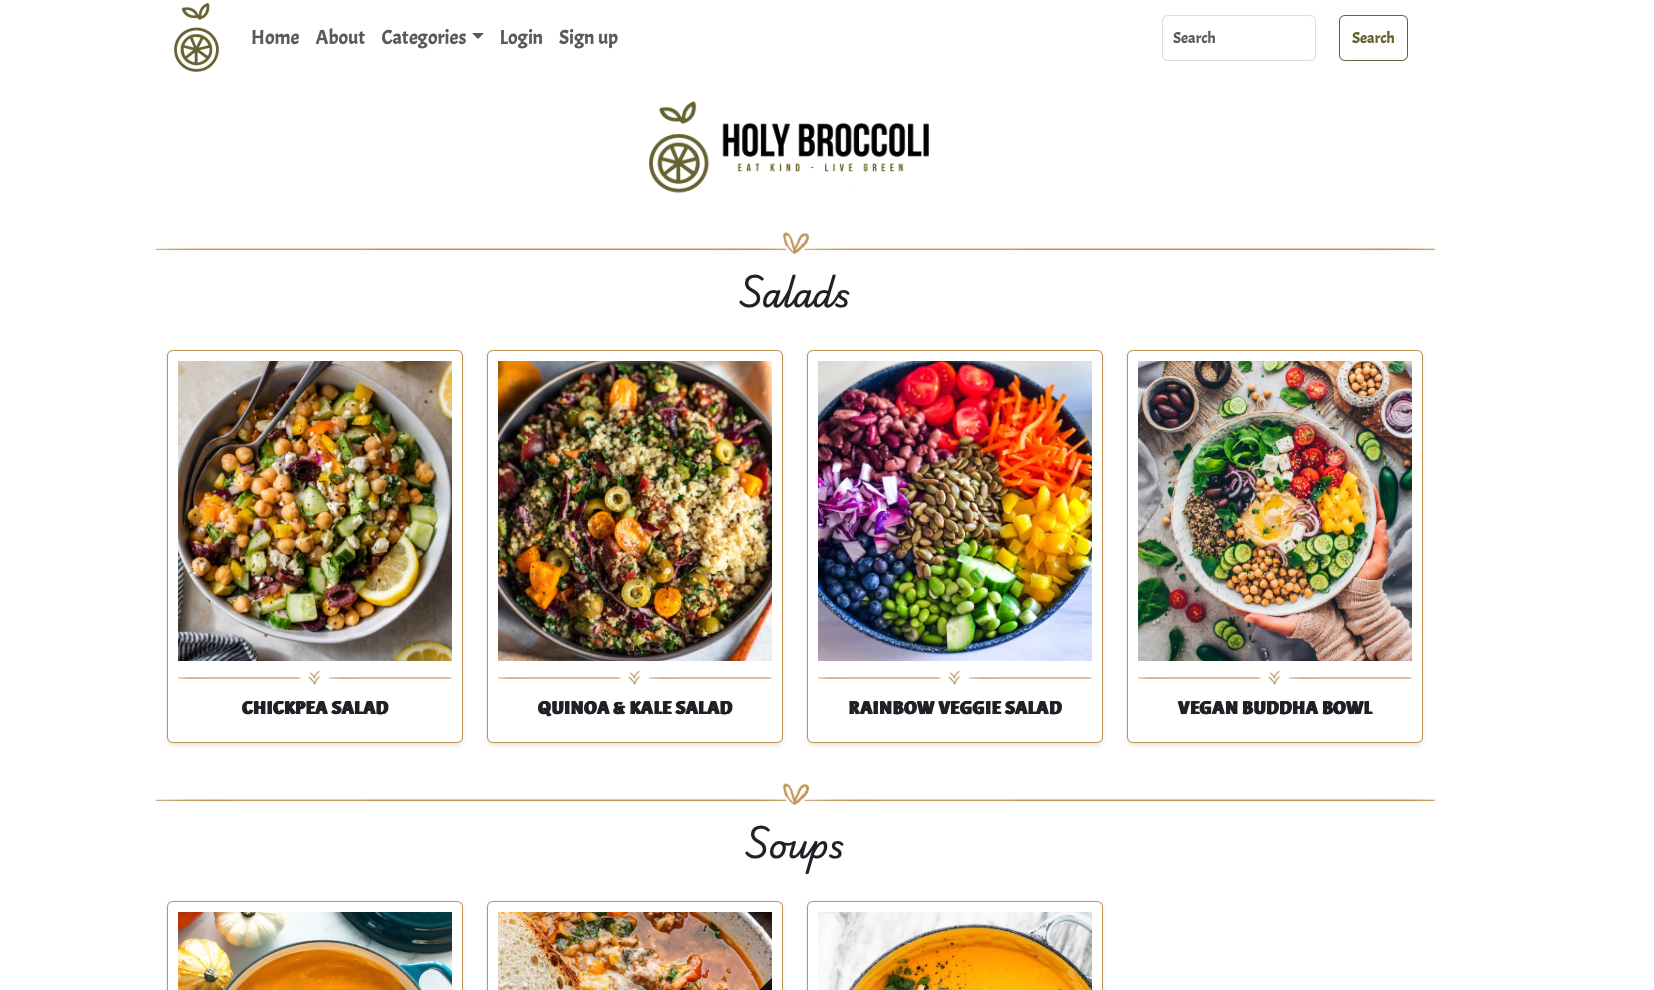 Home About Categories Login Sign up Search Search
HOLY BROCCOLI
EAT KIND - LIVE GREEN
Salads
CHICKPEA SALAD QUINOA & KALE SALAD RAINBOW VEGGIE SALAD VEGAN BUDDHA BOWL
Soups